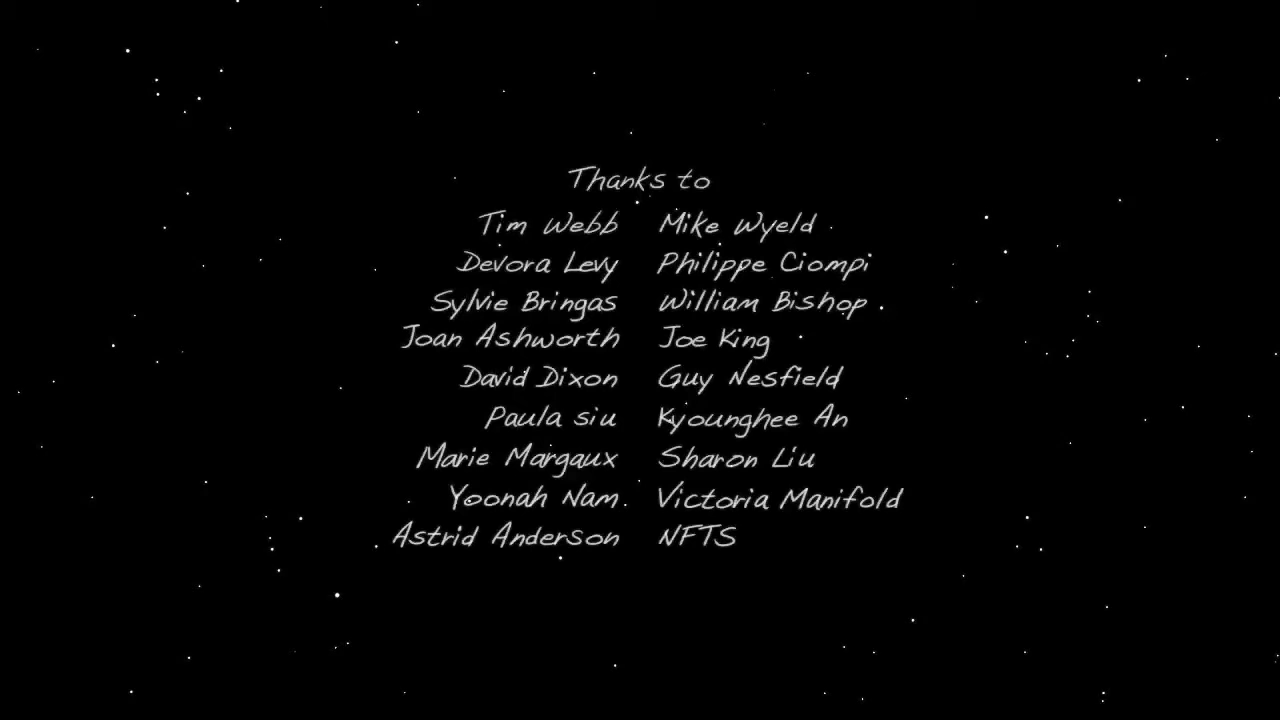 Thanks to
Tim Webb Mike Wyeld
Devora Levy Philippe Ciompi
Sylvie Bringas William Bishop
Joan Ashworth Joe King
David Dixon Guy Nesfield
Paula siu Kyounghee An
Marie Margaux Sharon Liu
Yoonah Nam Victoria Manifold
Astrid Anderson NFTS